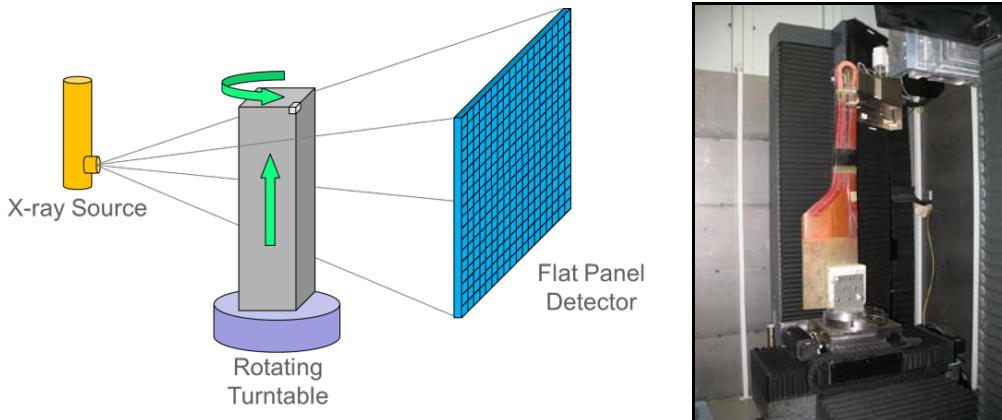 X-ray Source
Flat Panel
Detector
Rotating
Turntable